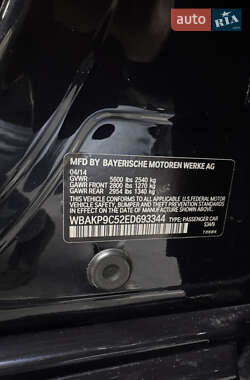 auto RIA
MFD BY BAYERISCHE MOTOREN WERKE AG
04/14
GVWR 5600 lbs 2540 kg
GAWR FRONT 2800 lbs 1270 kg
GAWR REAR 2954 lbs 1340 kg
THIS VEHICLE CONFORMS TO ALL APPLICABLE U.S.FEDERAL MOTOR
VEHICLE SAFETY, BUMPER AND THEFT PREVENTION
STANDARDS IN EFFECT ON THE DATE OF MANUFACTURE
SHOWN ABOVE.
WBAKP9C52ED693344 TYPE: PASSENGER CAR